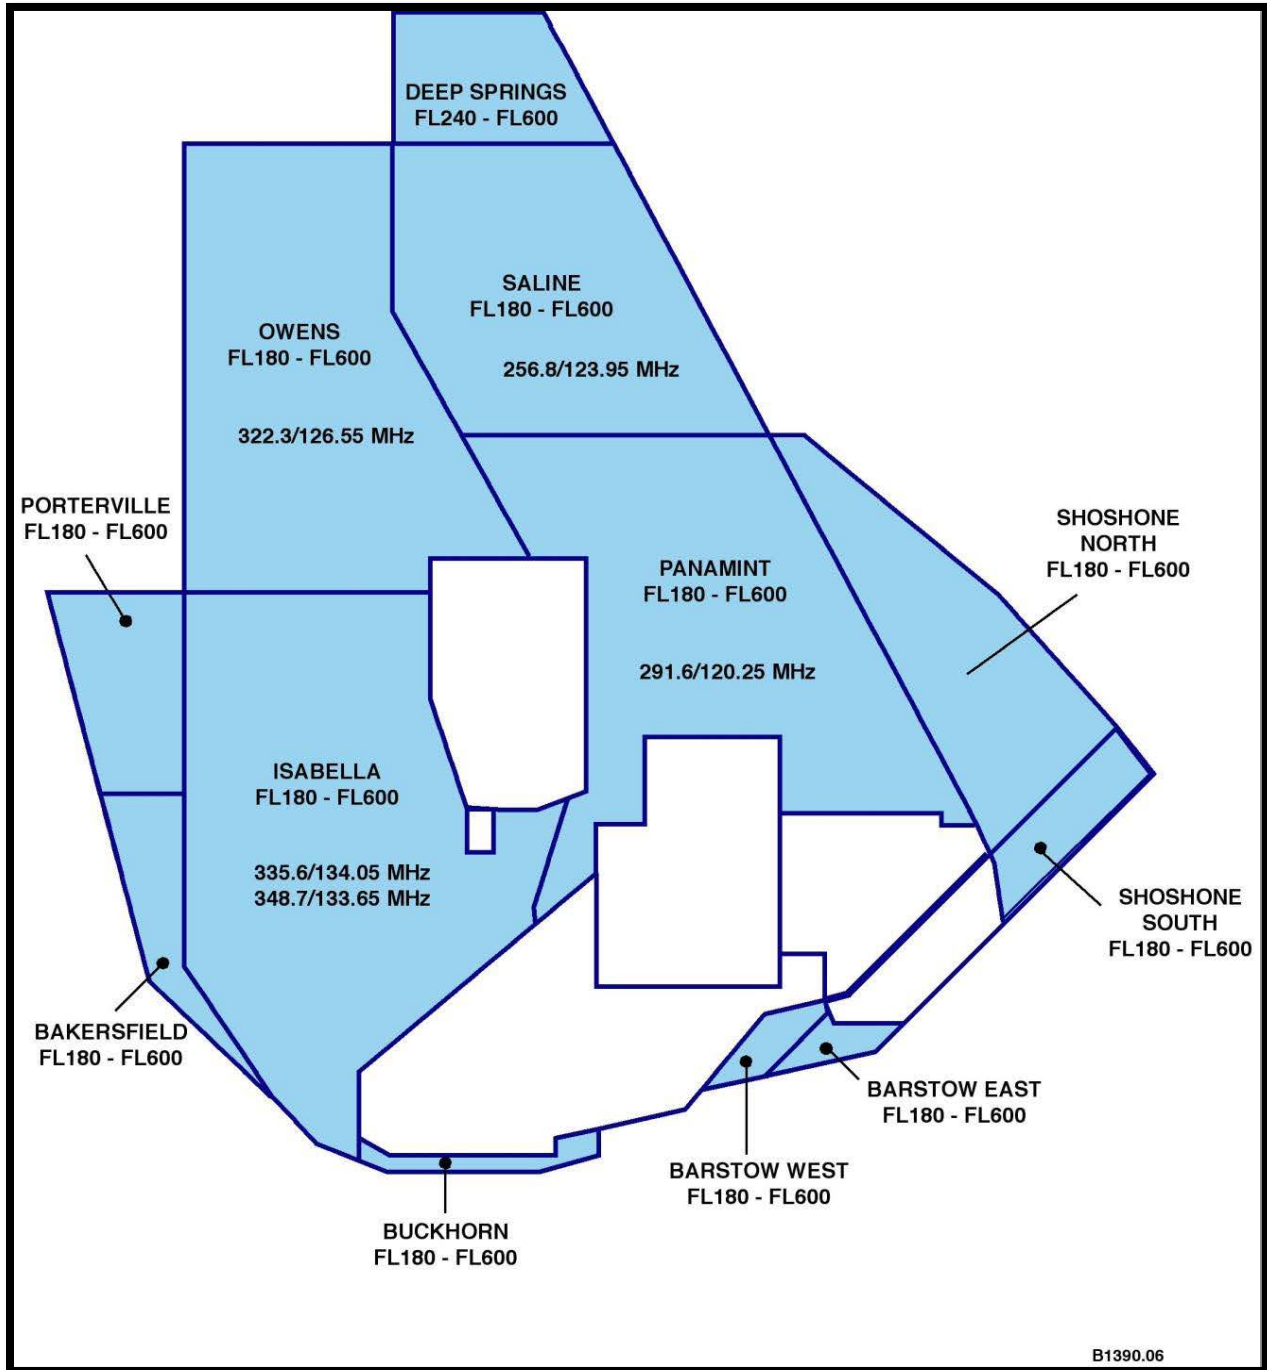 DEEP SPRINGS
FL240 - FL600
SALINE
FL180 - FL600
256.8/123.95 MHz
OWENS
FL180 - FL600
322.3/126.55 MHz
PORTERVILLE
FL180 - FL600
SHOSHONE
NORTH
FL180 - FL600
PANAMINT
FL180 - FL600
291.6/120.25 MHz
ISABELLA
FL180 - FL600
335.6/134.05 MHz
348.7/133.65 MHz
SHOSHONE
SOUTH
FL180 - FL600
BAKERSFIELD
FL180 - FL600
BARSTOW EAST
FL180 - FL600
BARSTOW WEST
FL180 - FL600
BUCKHORN
FL180 - FL600
B1390.06